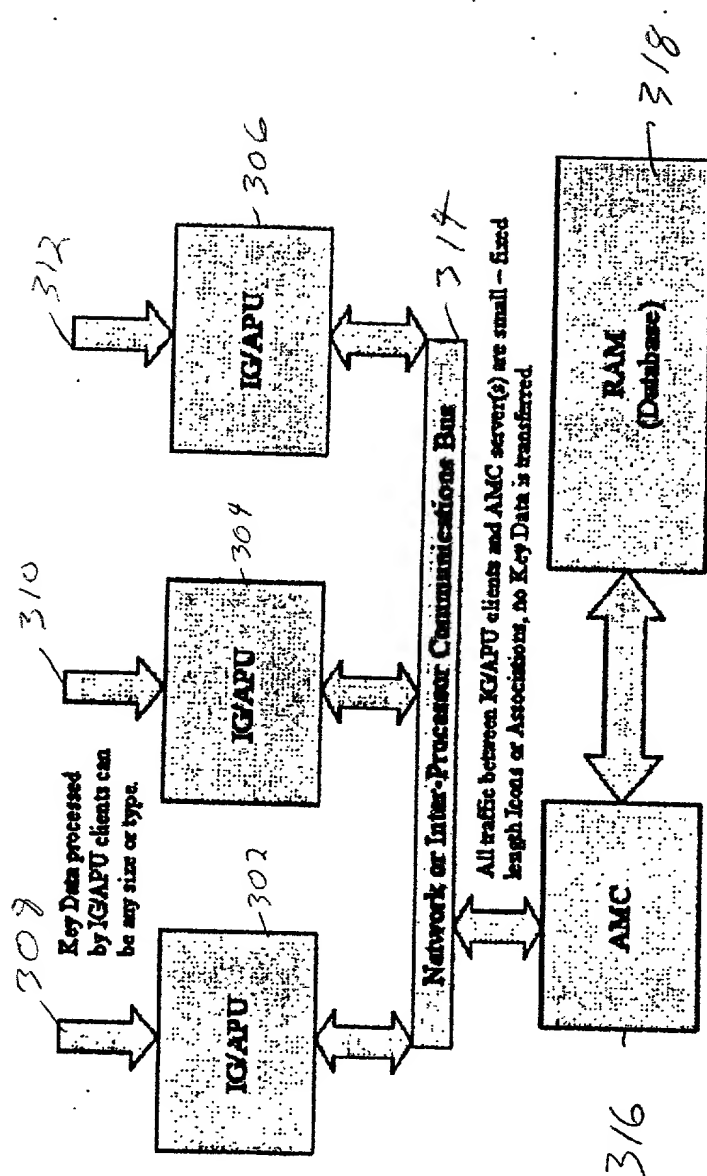 308
310
312
Key Data processed
by IG/APU clients can
be any size or type.
302
304
306
IG/APU
IG/APU
IG/APU
314
Network or Inter-Processor Communications Bus
All traffic between IG/APU clients and AMC server(s) are small – fixed
length Icons or Associations, no Key Data is transferred
316
AMC
RAM
(Database)
318